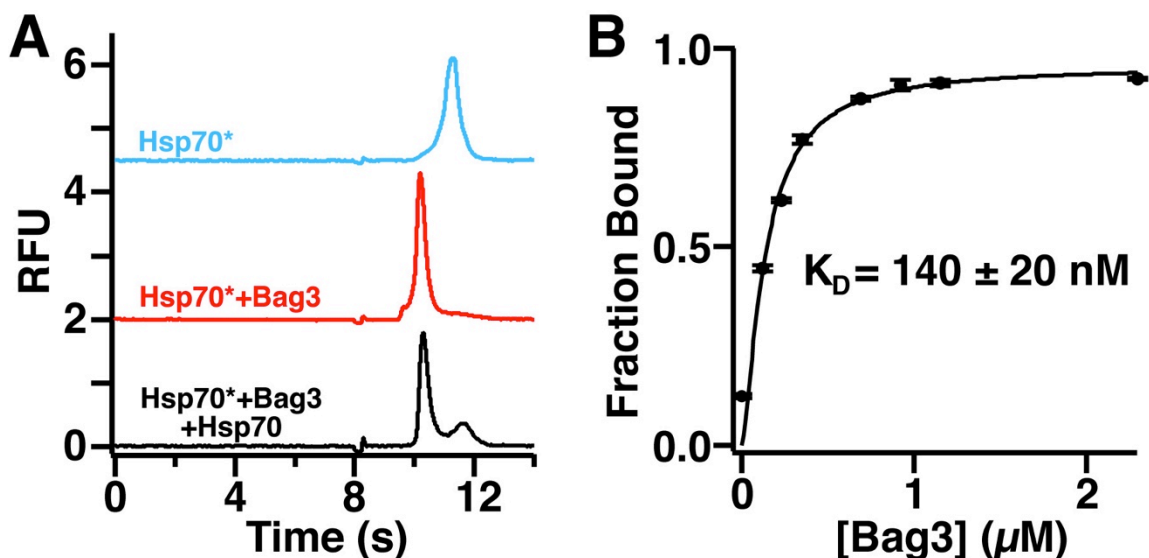 A
RFU
6
4
2
0
Hsp70*
Hsp70*+Bag3
Hsp70*+Bag3
+Hsp70
0 4 8 12
Time (s)
B
Fraction Bound
1.0
0.5
0.0
K_D = 140 ± 20 nM
0 1 2
[Bag3] (µM)